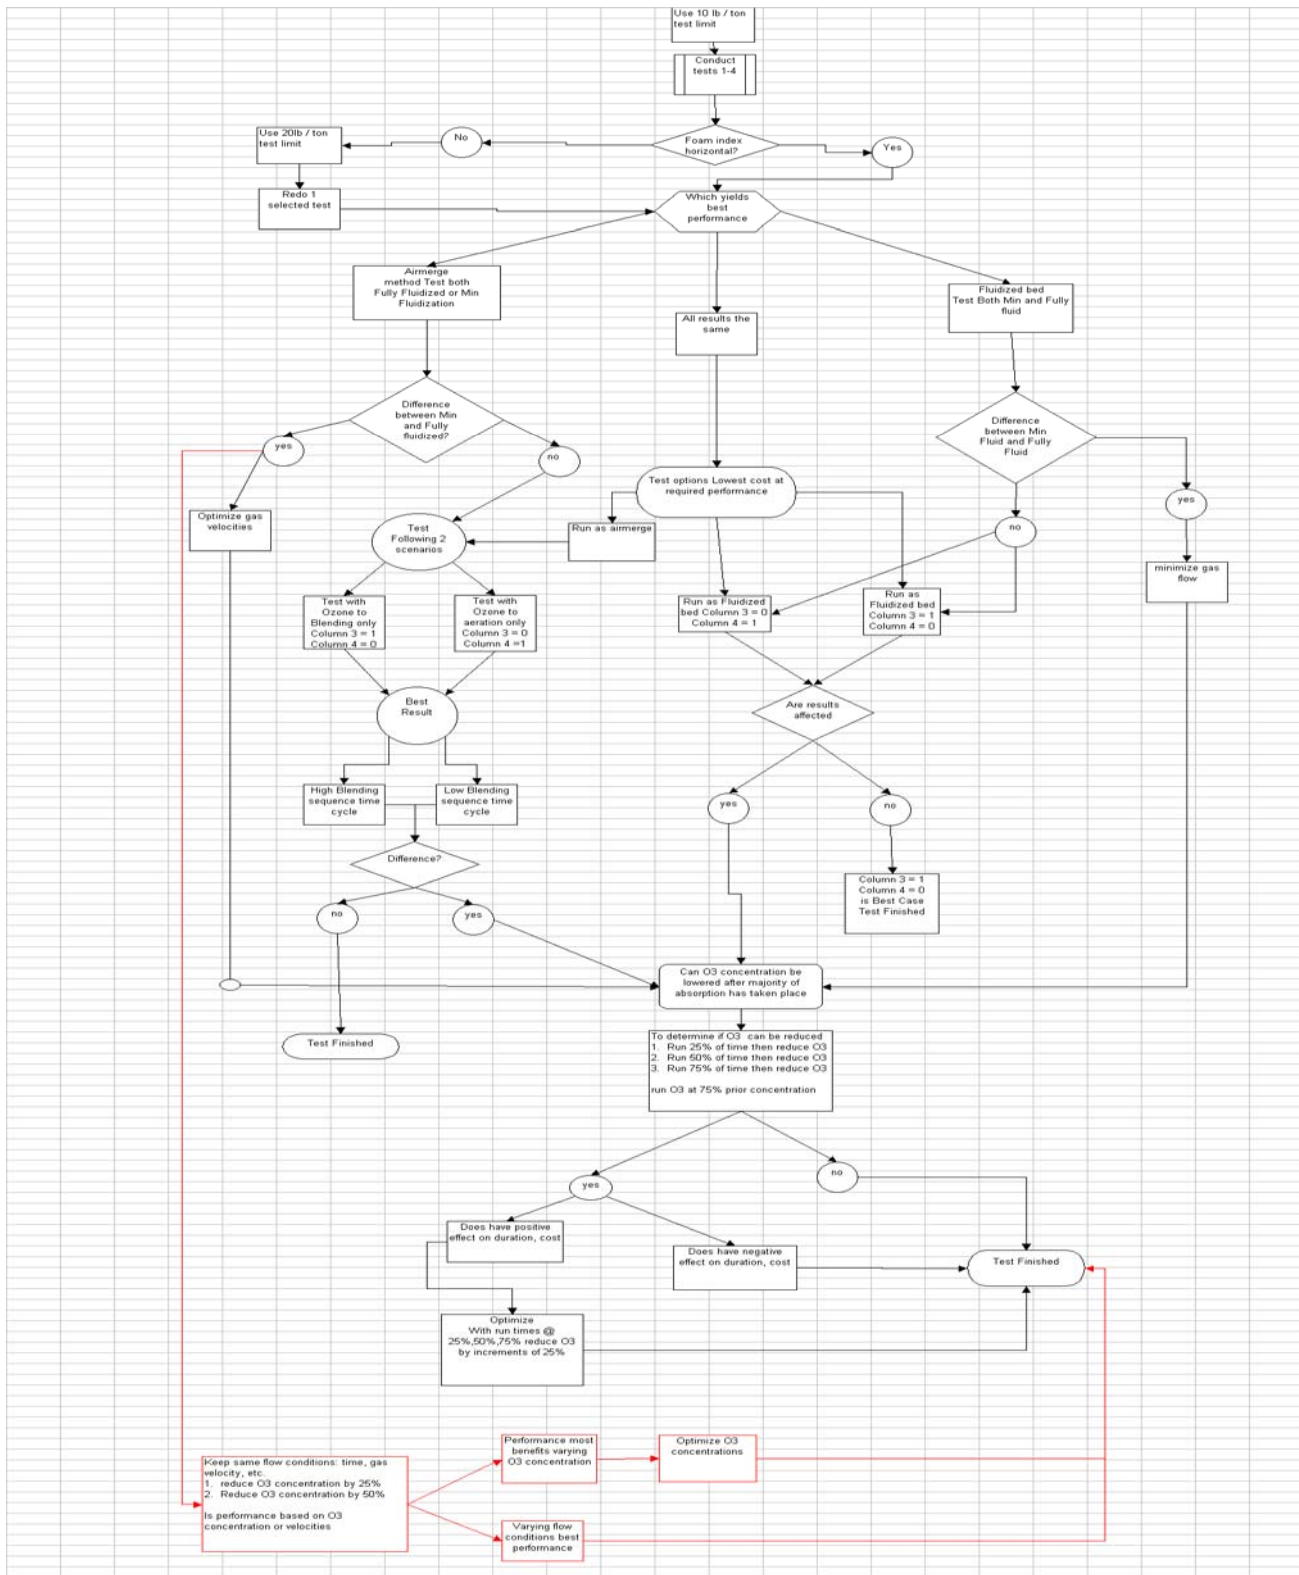 Use 10 lb / ton
test limit
Conduct
tests 1-4
Foam index
horizontal?
No
Yes
Use 20lb / ton
test limit
Redo 1
selected test
Which yields
best
performance
Airmerge
method Test both
Fully Fluidized or Min
Fluidization
All results the
same
Fluidized bed
Test Both Min and Fully
fluid
Difference
between Min
and Fully
fluidized?
yes
no
Difference
between Min
Fluid and Fully
Fluid
yes
no
Optimize gas
velocities
Test
Following 2
scenarios
Run as airmerge
Test options Lowest cost at
required performance
minimize gas
flow
Test with
Ozone to
Blending only
Column 3 = 1
Column 4 = 0
Test with
Ozone to
aeration only
Column 3 = 0
Column 4 =1
Run as Fluidized
bed Column 3 = 0
Column 4 = 1
Run as
Fluidized bed
Column 3 = 1
Column 4 = 0
Best
Result
Are results
affected
High Blending
sequence time
cycle
Low Blending
sequence time
cycle
yes
no
Difference?
no
yes
Column 3 = 1
Column 4 = 0
is Best Case
Test Finished
Can O3 concentration be
lowered after majority of
absorption has taken place
Test Finished
To determine if O3 can be reduced
1. Run 25% of time then reduce O3
2. Run 50% of time then reduce O3
3. Run 75% of time then reduce O3
run O3 at 75% prior concentration
yes
no
Does have positive
effect on duration, cost
Does have negative
effect on duration, cost
Test Finished
Optimize
With run times @
25%,50%,75% reduce O3
by increments of 25%
Keep same flow conditions: time, gas
velocity, etc.
1. reduce O3 concentration by 25%
2. Reduce O3 concentration by 50%
Is performance based on O3
concentration or velocities
Performance most
benefits varying
O3 concentration
Optimize O3
concentrations
Varying flow
conditions best
performance